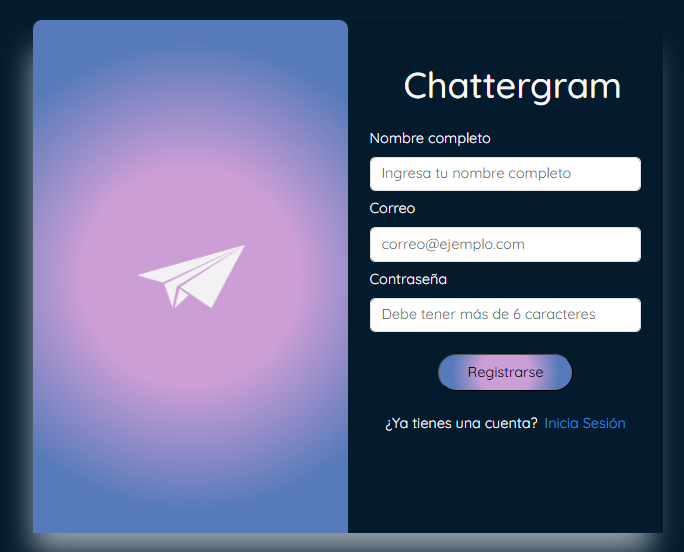 Chattergram
Nombre completo
Ingresa tu nombre completo
Correo
correo@ejemplo.com
Contraseña
Debe tener más de 6 caracteres
Registrarse
¿Ya tienes una cuenta? Inicia Sesión